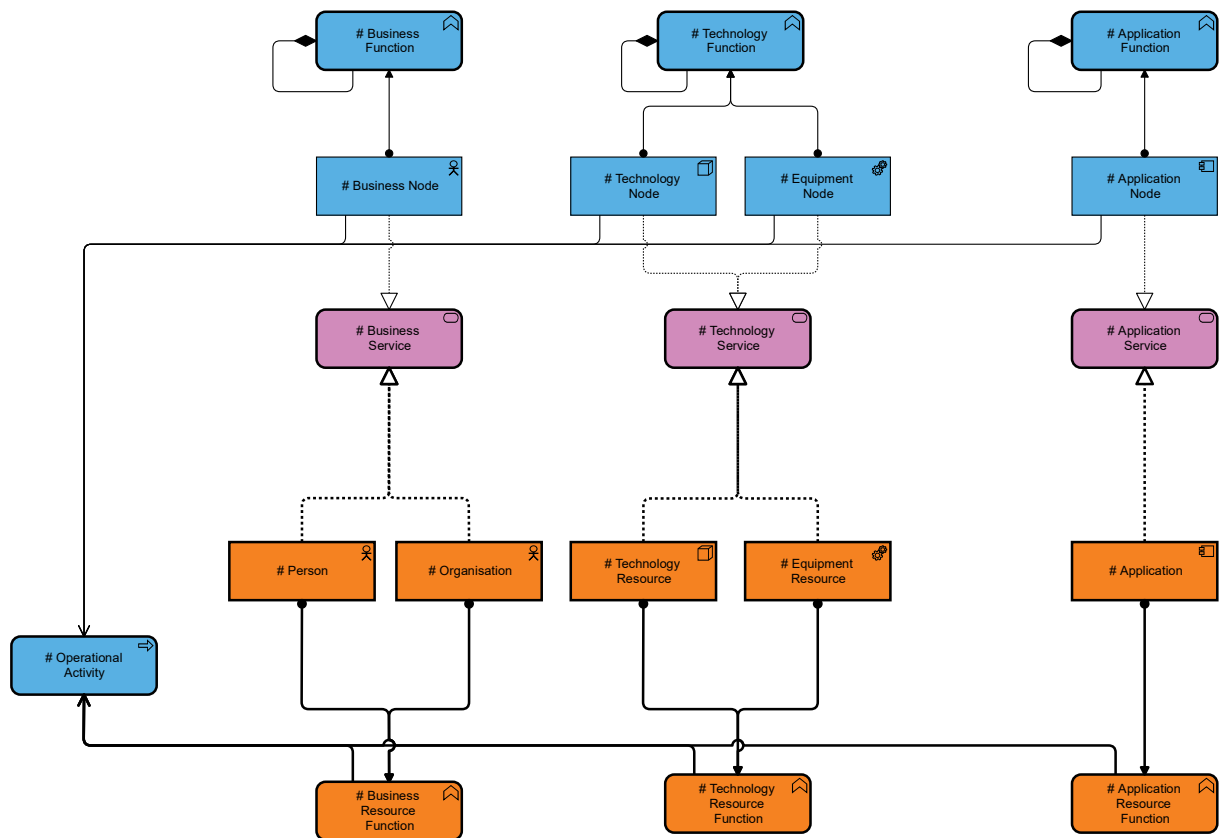 # Business
Function
# Technology
Function
# Application
Function
# Business Node
# Technology
Node
# Equipment
Node
# Application
Node
# Business
Service
# Technology
Service
# Application
Service
# Person
# Organisation
# Technology
Resource
# Equipment
Resource
# Application
# Operational
Activity
# Business
Resource
Function
# Technology
Resource
Function
# Application
Resource
Function